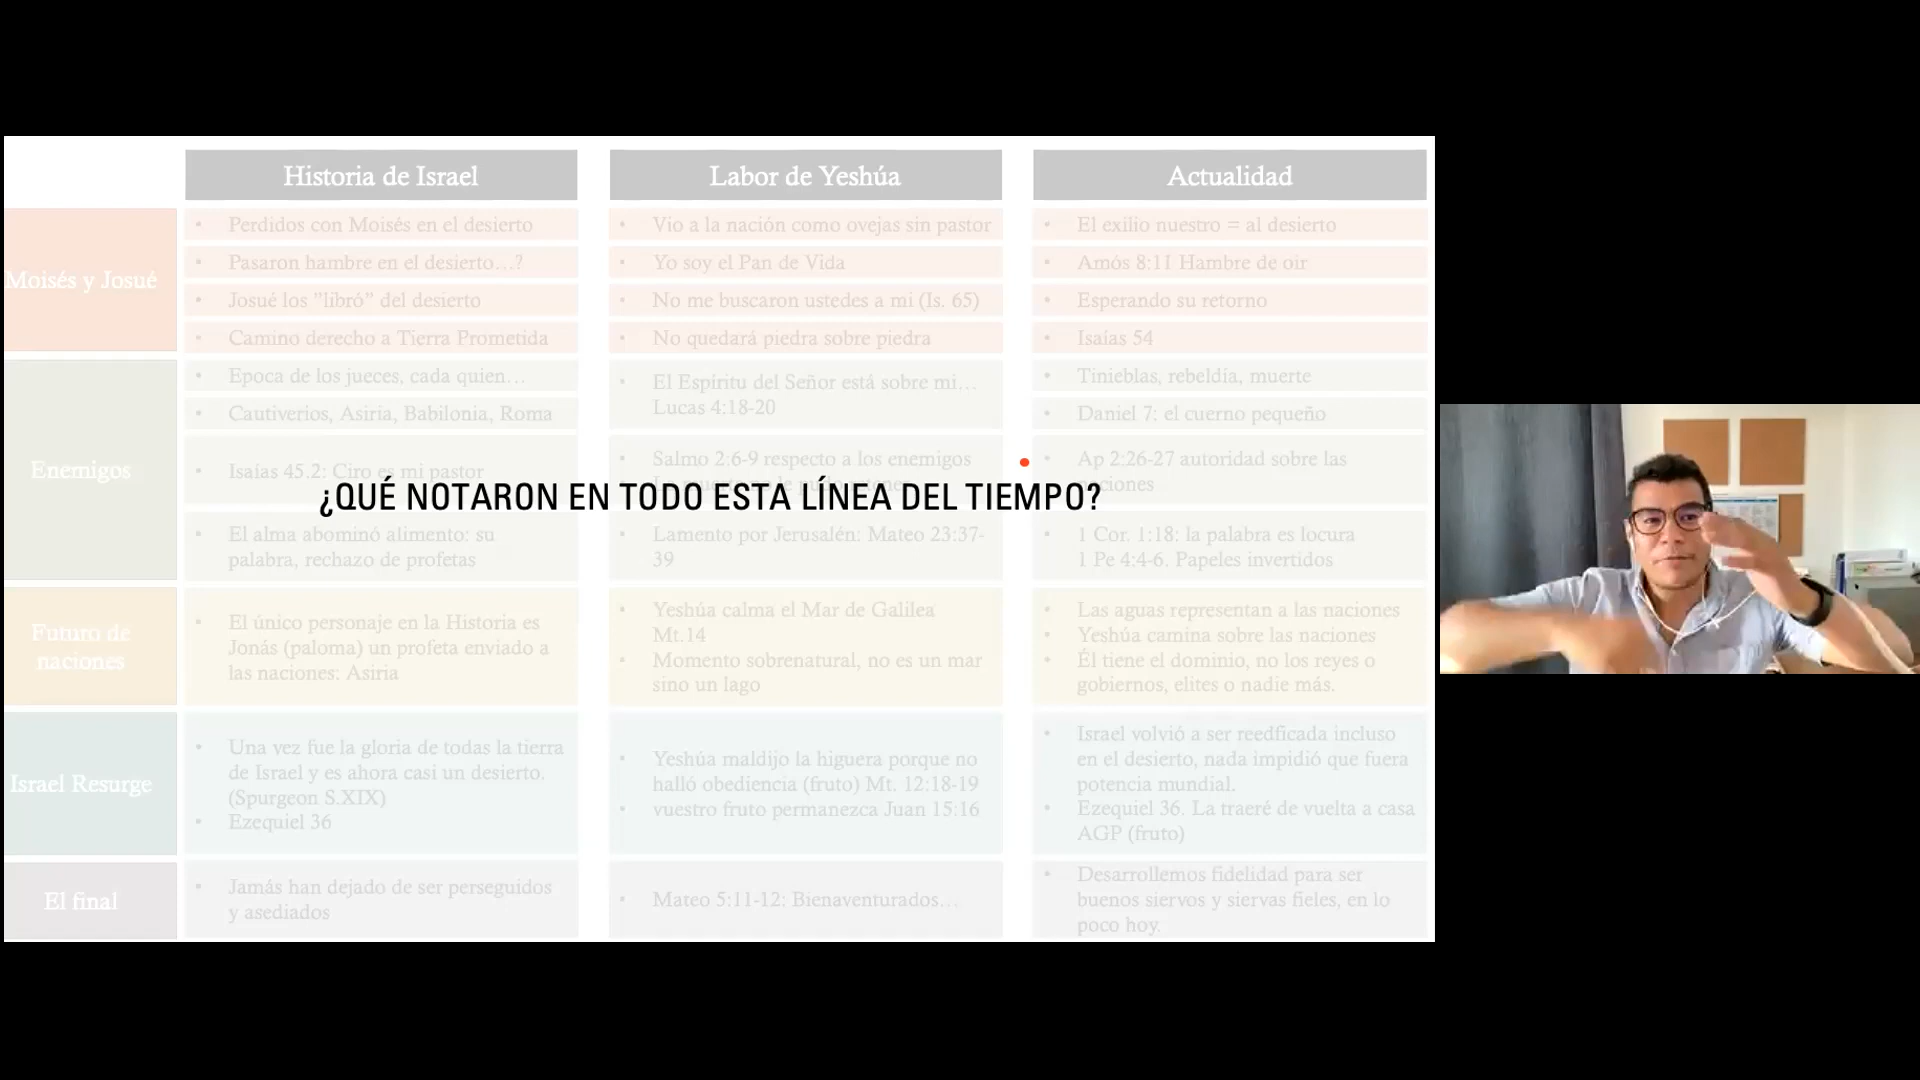 Historia de Israel
Labor de Yeshúa
Actualidad
Moisés y Josué
• Perdidos con Moisés en el desierto
• Pasaron hambre en el desierto…?
• Josué los ”libró” del desierto
• Camino derecho a Tierra Prometida
• Vio a la nación como ovejas sin pastor
• Yo soy el Pan de Vida
• No me buscaron ustedes a mi (Is. 65)
• No quedará piedra sobre piedra
• El exilio nuestro = al desierto
• Amós 8:11 Hambre de oir
• Esperando su retorno
• Isaías 54
Enemigos
• Epoca de los jueces, cada quien…
• Cautiverios, Asiria, Babilonia, Roma
• Isaías 45.2: Ciro es mi pastor
• El alma abominó alimento: su
palabra, rechazo de profetas
• El Espíritu del Señor está sobre mi…
Lucas 4:18-20
• Salmo 2:6-9 respecto a los enemigos
• Lamento por Jerusalén: Mateo 23:37-
39
• Tinieblas, rebeldía, muerte
• Daniel 7: el cuerno pequeño
• Ap 2:26-27 autoridad sobre las
naciones
• 1 Cor. 1:18: la palabra es locura
1 Pe 4:4-6. Papeles invertidos
¿QUÉ NOTARON EN TODO ESTA LÍNEA DEL TIEMPO?
Futuro de
naciones
• El único personaje en la Historia es
Jonás (paloma) un profeta enviado a
las naciones: Asiria
• Yeshúa calma el Mar de Galilea
Mt.14
• Momento sobrenatural, no es un mar
sino un lago
• Las aguas representan a las naciones
• Yeshúa camina sobre las naciones
• Él tiene el dominio, no los reyes o
gobiernos, elites o nadie más.
Israel Resurge
• Una vez fue la gloria de todas la tierra
de Israel y es ahora casi un desierto.
(Spurgeon S.XIX)
• Ezequiel 36
• Yeshúa maldijo la higuera porque no
halló obediencia (fruto) Mt. 12:18-19
• vuestro fruto permanezca Juan 15:16
• Israel volvió a ser reedficada incluso
en el desierto, nada impidió que fuera
potencia mundial.
• Ezequiel 36. La traeré de vuelta a casa
AGP (fruto)
El final
• Jamás han dejado de ser perseguidos
y asediados
• Mateo 5:11-12: Bienaventurados…
• Desarrollemos fidelidad para ser
buenos siervos y siervas fieles, en lo
poco hoy.